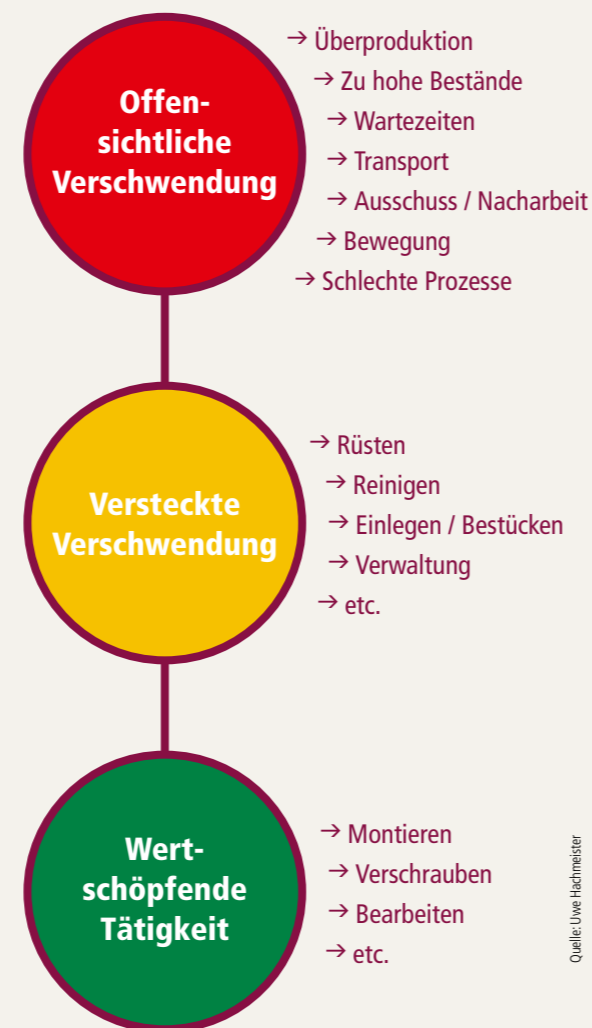 Offen-
sichtliche
Verschwendung
→ Überproduktion
→ Zu hohe Bestände
→ Wartezeiten
→ Transport
→ Ausschuss / Nacharbeit
→ Bewegung
→ Schlechte Prozesse
Versteckte
Verschwendung
→ Rüsten
→ Reinigen
→ Einlegen / Bestücken
→ Verwaltung
→ etc.
Wert-
schöpfende
Tätigkeit
→ Montieren
→ Verschrauben
→ Bearbeiten
→ etc.
Quelle: Uwe Hachmeister